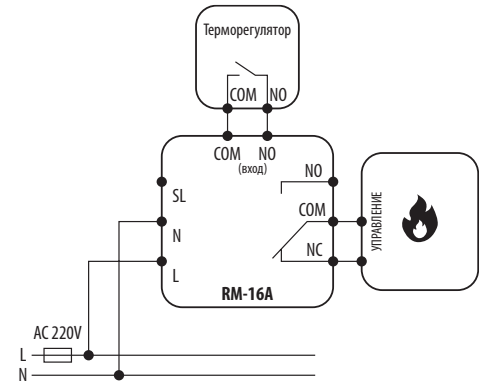 Терморегулятор
COM NO
COM NO
(вход)
NO
SL
COM
УПРАВЛЕНИЕ
N
NC
L
RM-16A
AC 220V
L
N